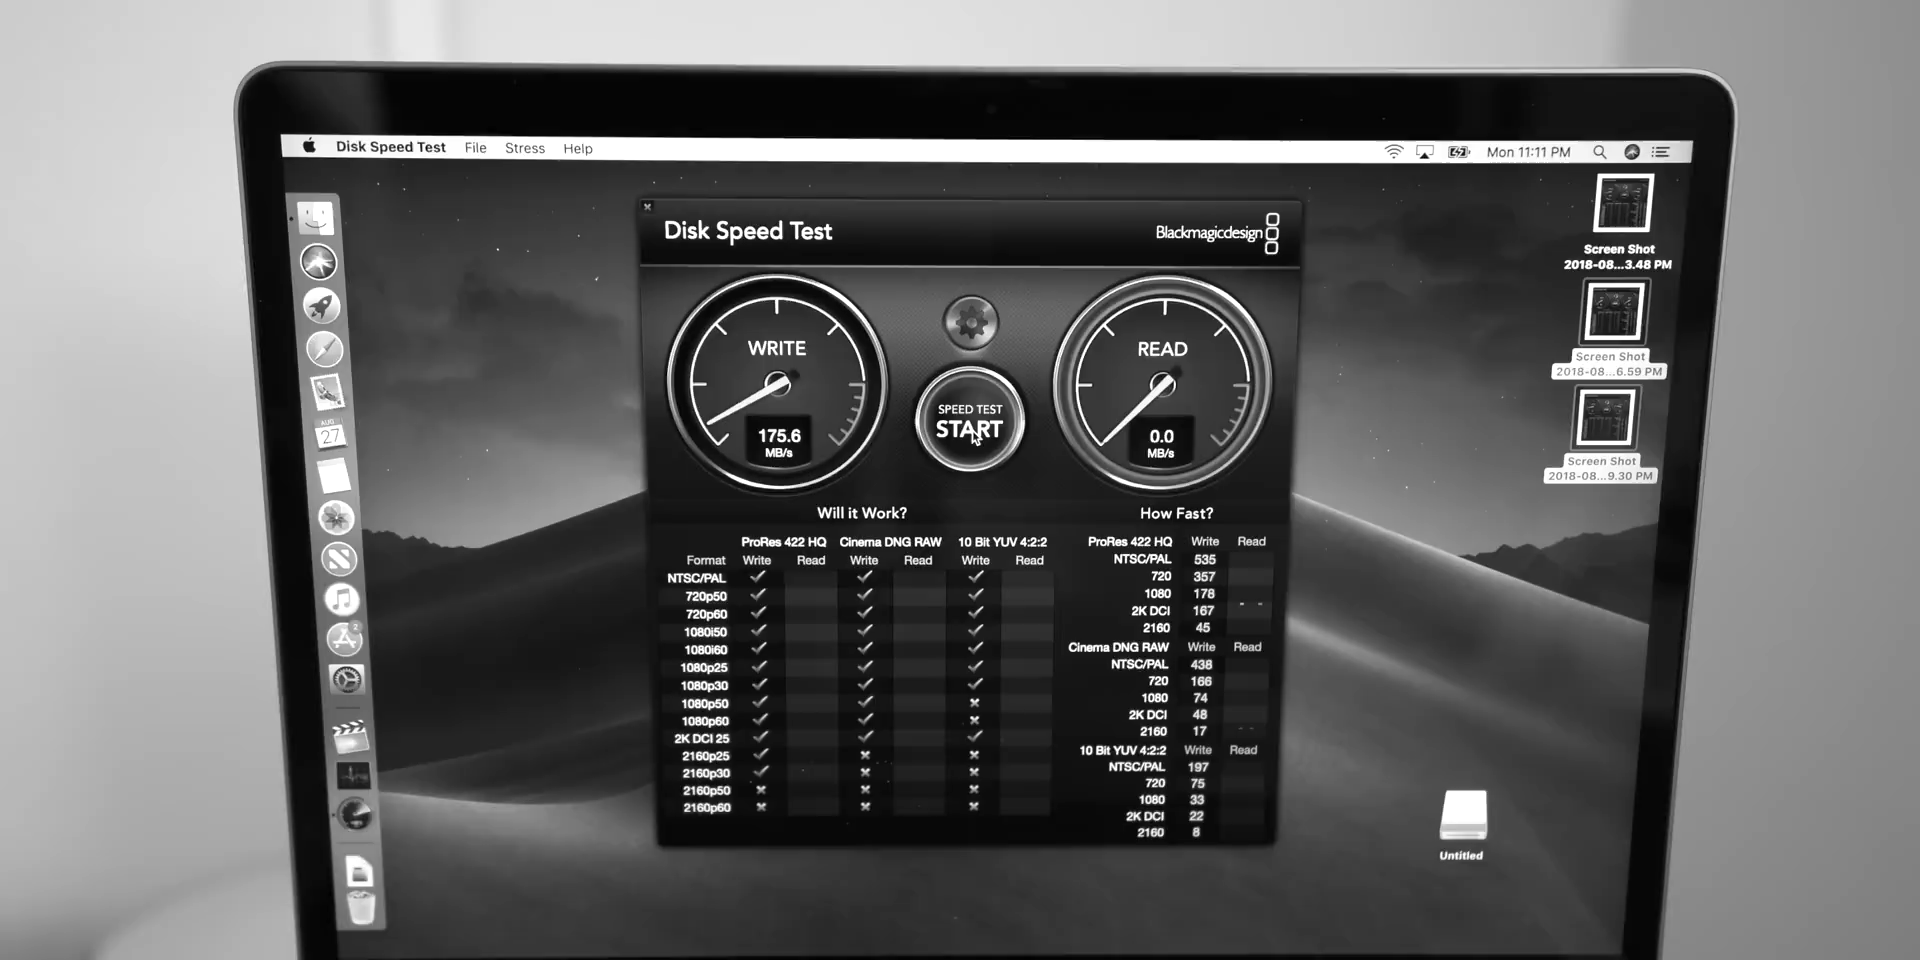 Disk Speed Test File Stress Help Mon 11:11 PM
Disk Speed Test
Blackmagicdesign
WRITE
175.6
MB/s
SPEED TEST
START
READ
0.0
MB/s
Will it Work?
ProRes 422 HQ Cinema DNG RAW 10 Bit YUV 4:2:2
Format Write Read Write Read Write Read
NTSC/PAL
720p50
720p60
1080i50
1080i60
1080p25
1080p30
1080p50
1080p60
2K DCI 25
2160p25
2160p30
2160p50
2160p60
How Fast?
ProRes 422 HQ Write Read
NTSC/PAL 535
720 357
1080 178
2K DCI 167
2160 45
Cinema DNG RAW Write Read
NTSC/PAL 438
720 166
1080 74
2K DCI 48
2160 17
10 Bit YUV 4:2:2 Write Read
NTSC/PAL 197
720 75
1080 33
2K DCI 22
2160 8
Screen Shot
2018-08...3.48 PM
Screen Shot
2018-08...6.59 PM
Screen Shot
2018-08...9.30 PM
Untitled
AUG
27
2